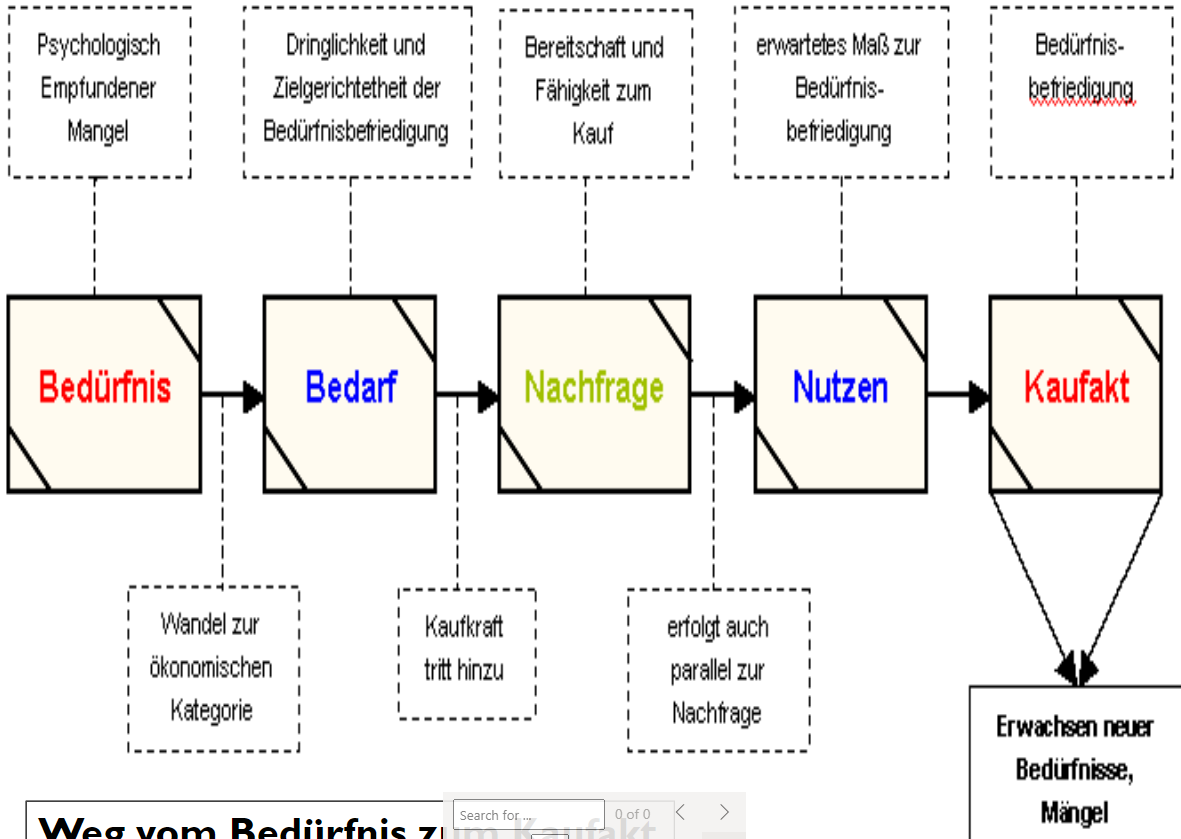 Psychologisch
Empfundener
Mangel
Dringlichkeit und
Zielgerichtetheit der
Bedürfnisbefriedigung
Bereitschaft und
Fähigkeit zum
Kauf
erwartetes Maß zur
Bedürfnis-
befriedigung
Bedürfnis-
befriedigung
Bedürfnis
Bedarf
Nachfrage
Nutzen
Kaufakt
Wandel zur
ökonomischen
Kategorie
Kaufkraft
tritt hinzu
erfolgt auch
parallel zur
Nachfrage
Erwachsen neuer
Bedürfnisse,
Mängel
Weg vom Bedürfnis zum Kaufakt
Search for ...
0 of 0